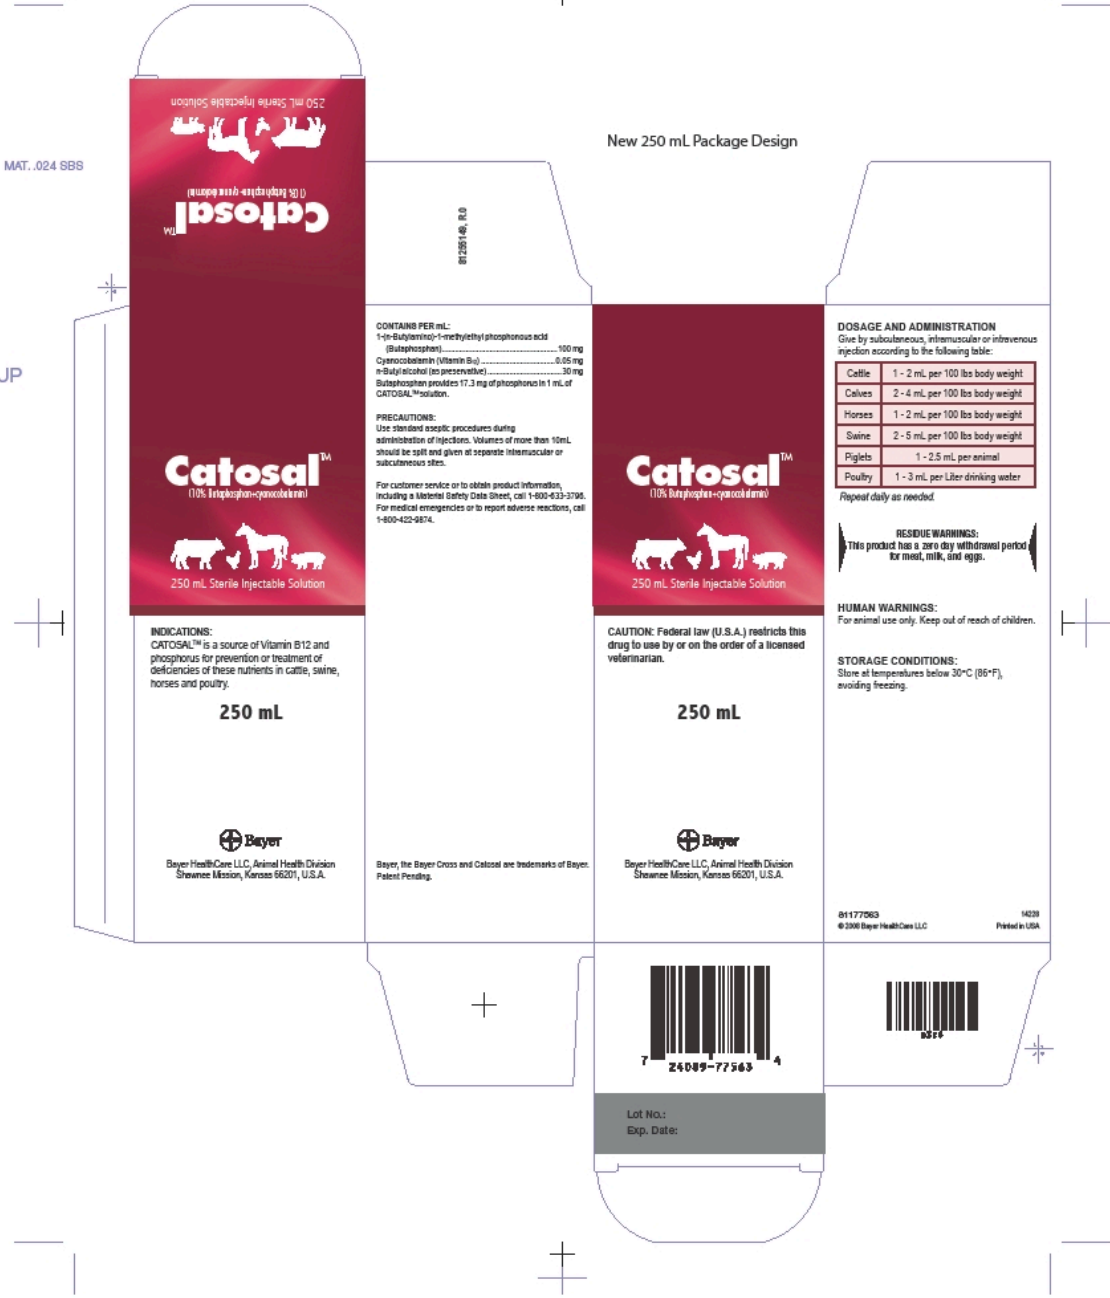 New 250 mL Package Design
MAT. .024 SBS
UP
250 mL Sterile Injectable Solution
(10% Butaphosphan+cyanocobalamin)
Catosal™
81255149, R.0
Catosal™
(10% Butaphosphan+cyanocobalamin)
250 mL Sterile Injectable Solution
INDICATIONS:
CATOSAL™ is a source of Vitamin B12 and
phosphorus for prevention or treatment of
deficiencies of these nutrients in cattle, swine,
horses and poultry.
250 mL
Bayer
Bayer HealthCare LLC, Animal Health Division
Shawnee Mission, Kansas 66201, U.S.A.
CONTAINS PER mL:
1-(n-Butylamino)-1-methylethyl phosphonous acid
(Butaphosphan)............100 mg
Cyanocobalamin (Vitamin B12)............0.05 mg
n-Butyl alcohol (as preservative)............30 mg
Butaphosphan provides 17.3 mg of phosphorus in 1 mL of
CATOSAL™ solution.
PRECAUTIONS:
Use standard aseptic procedures during
administration of injections. Volumes of more than 10mL
should be split and given at separate intramuscular or
subcutaneous sites.
For customer service or to obtain product information,
including a Material Safety Data Sheet, call 1-800-633-3796.
For medical emergencies or to report adverse reactions, call
1-800-422-9874.
Bayer, the Bayer Cross and Catosal are trademarks of Bayer.
Patent Pending.
Catosal™
(10% Butaphosphan+cyanocobalamin)
250 mL Sterile Injectable Solution
CAUTION: Federal law (U.S.A.) restricts this
drug to use by or on the order of a licensed
veterinarian.
250 mL
Bayer
Bayer HealthCare LLC, Animal Health Division
Shawnee Mission, Kansas 66201, U.S.A.
DOSAGE AND ADMINISTRATION
Give by subcutaneous, intramuscular or intravenous
injection according to the following table:
Cattle 1 - 2 mL per 100 lbs body weight
Calves 2 - 4 mL per 100 lbs body weight
Horses 1 - 2 mL per 100 lbs body weight
Swine 2 - 5 mL per 100 lbs body weight
Piglets 1 - 2.5 mL per animal
Poultry 1 - 3 mL per Liter drinking water
Repeat daily as needed.
RESIDUE WARNINGS:
This product has a zero day withdrawal period
for meat, milk, and eggs.
HUMAN WARNINGS:
For animal use only. Keep out of reach of children.
STORAGE CONDITIONS:
Store at temperatures below 30°C (86°F),
avoiding freezing.
81177563 14228
© 2008 Bayer HealthCare LLC Printed in USA
7 24089-77563 4
Lot No.:
Exp. Date: